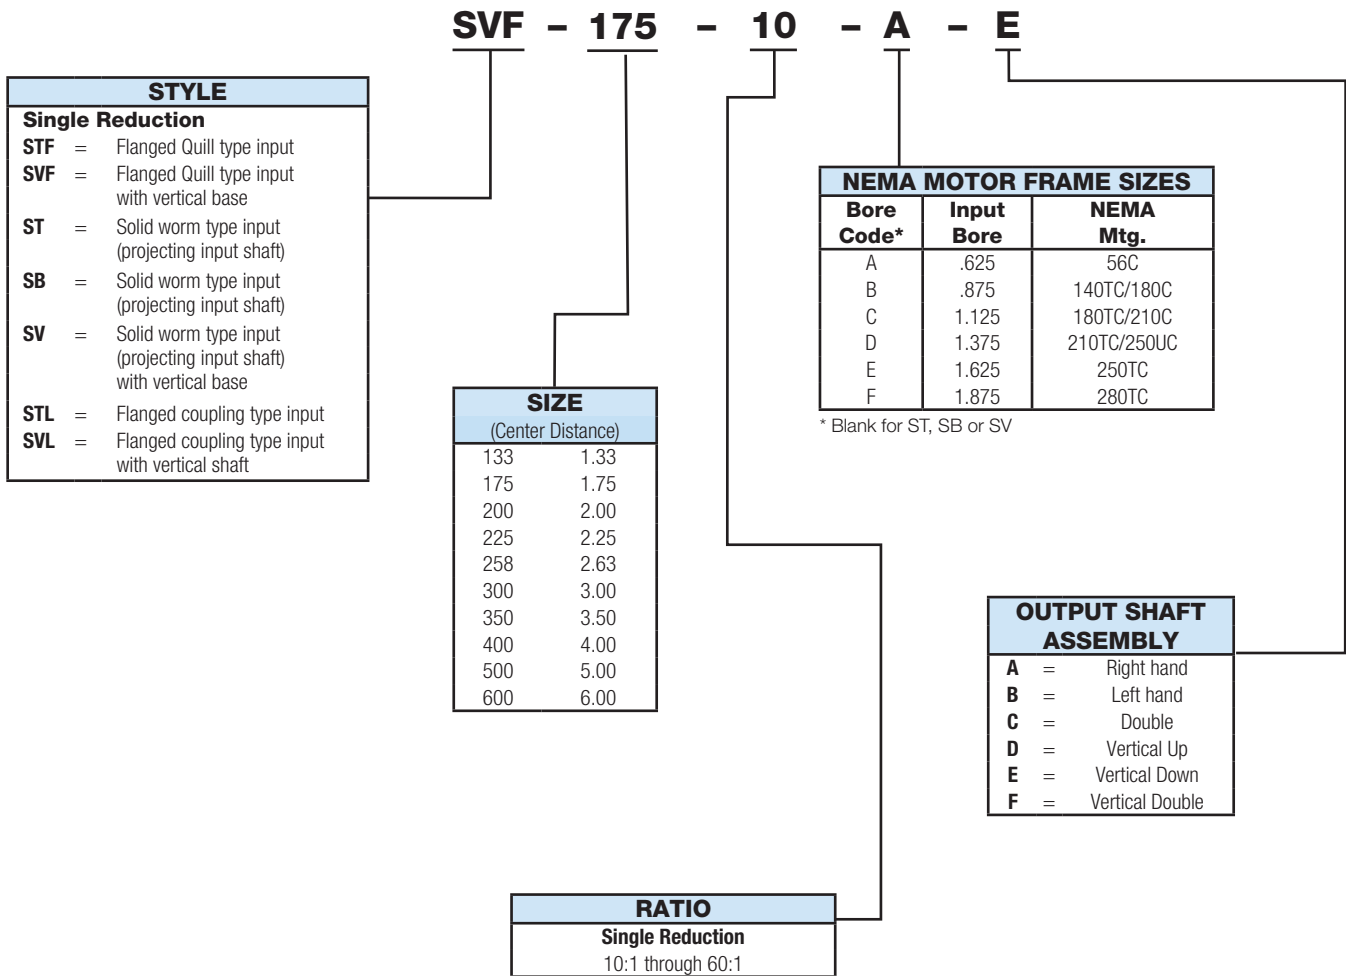 SVF – 175 – 10 – A – E
STYLE
Single Reduction
STF = Flanged Quill type input
SVF = Flanged Quill type input
with vertical base
ST = Solid worm type input
(projecting input shaft)
SB = Solid worm type input
(projecting input shaft)
SV = Solid worm type input
(projecting input shaft)
with vertical base
STL = Flanged coupling type input
SVL = Flanged coupling type input
with vertical shaft
SIZE
(Center Distance)
133 1.33
175 1.75
200 2.00
225 2.25
258 2.63
300 3.00
350 3.50
400 4.00
500 5.00
600 6.00
NEMA MOTOR FRAME SIZES
Bore Input NEMA
Code* Bore Mtg.
A .625 56C
B .875 140TC/180C
C 1.125 180TC/210C
D 1.375 210TC/250UC
E 1.625 250TC
F 1.875 280TC
* Blank for ST, SB or SV
OUTPUT SHAFT
ASSEMBLY
A = Right hand
B = Left hand
C = Double
D = Vertical Up
E = Vertical Down
F = Vertical Double
RATIO
Single Reduction
10:1 through 60:1